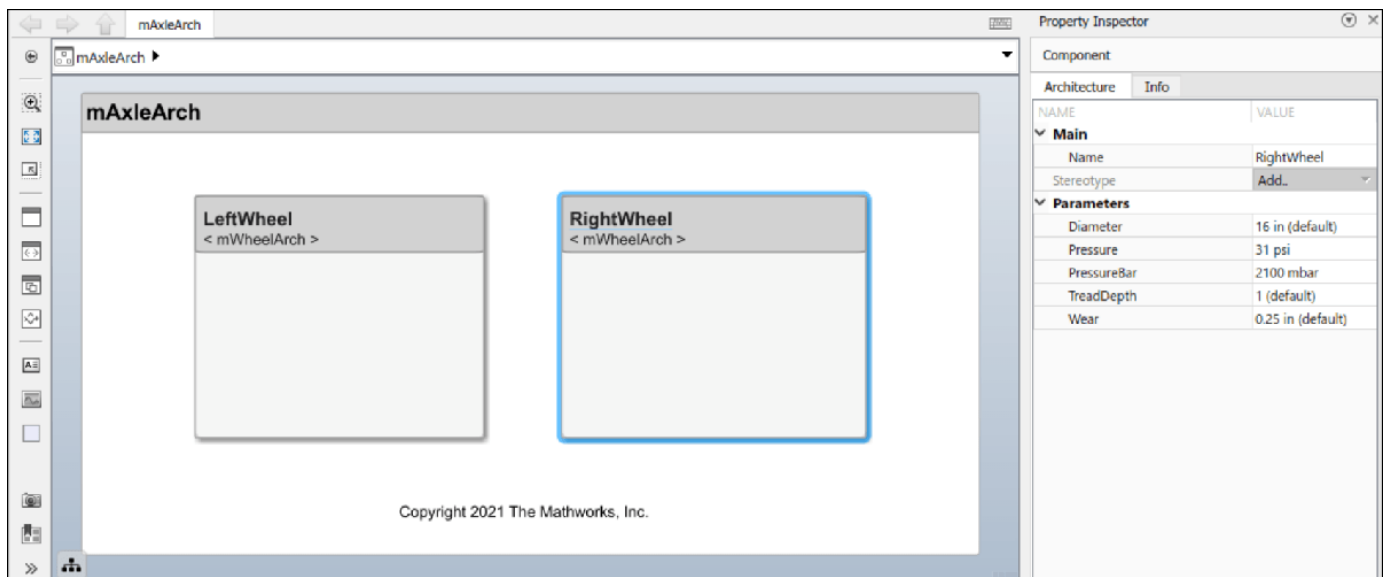 mAxleArch
Property Inspector
mAxleArch
Component
Architecture Info
NAME VALUE
mAxleArch
Main
Name RightWheel
Stereotype Add..
Parameters
Diameter 16 in (default)
Pressure 31 psi
PressureBar 2100 mbar
TreadDepth 1 (default)
Wear 0.25 in (default)
LeftWheel
< mWheelArch >
RightWheel
< mWheelArch >
Copyright 2021 The Mathworks, Inc.